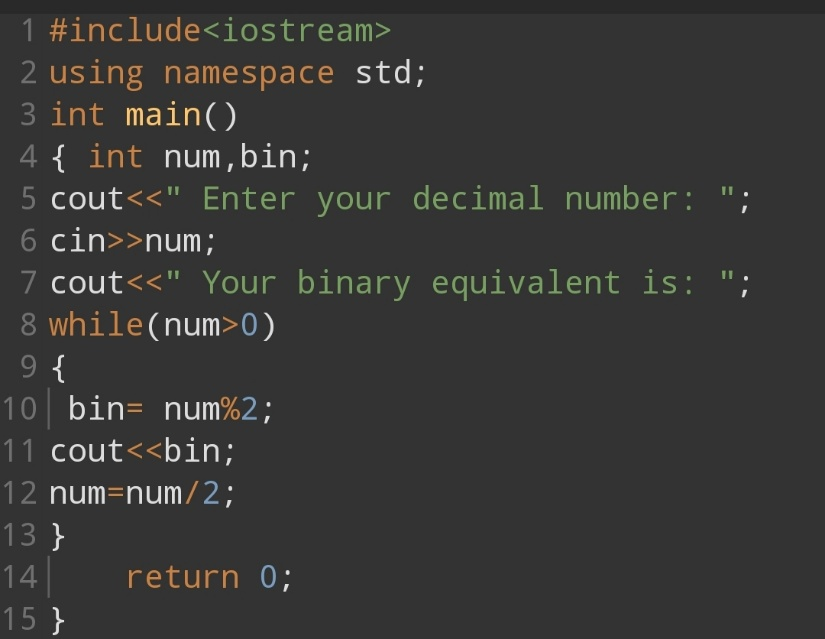 1 #include<iostream>
2 using namespace std;
3 int main()
4 { int num,bin;
5 cout<<" Enter your decimal number: ";
6 cin>>num;
7 cout<<" Your binary equivalent is: ";
8 while(num>0)
9 {
10  bin= num%2;
11 cout<<bin;
12 num=num/2;
13 }
14     return 0;
15 }